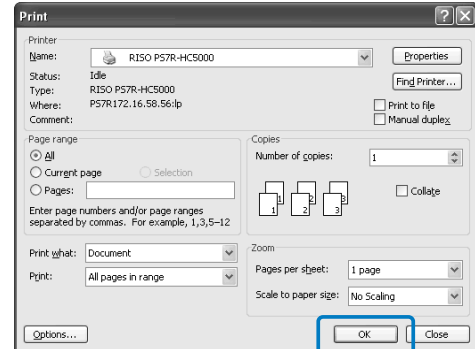 Print
Printer
Name: RISO PS7R-HC5000
Properties
Status: Idle
Find Printer...
Type: RISO PS7R-HC5000
Where: PS7R172.16.58.56:lp
Print to file
Comment:
Manual duplex
Page range
All
Current page Selection
Pages:
Enter page numbers and/or page ranges
separated by commas. For example, 1,3,5–12
Copies
Number of copies: 1
1 1 2 2 3 3
Collate
Print what: Document
Print: All pages in range
Zoom
Pages per sheet: 1 page
Scale to paper size: No Scaling
Options... OK Close